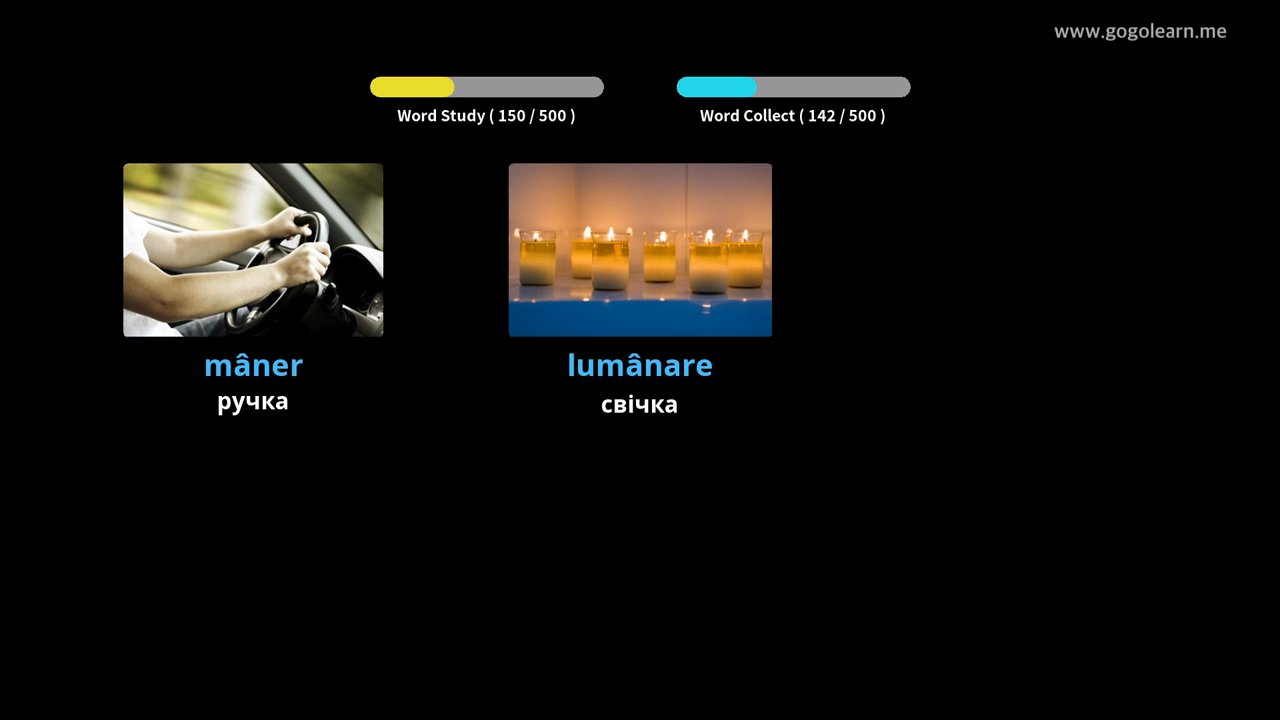 www.gogolearn.me
Word Study ( 150 / 500 )
Word Collect ( 142 / 500 )
mâner
ручка
lumânare
свічка